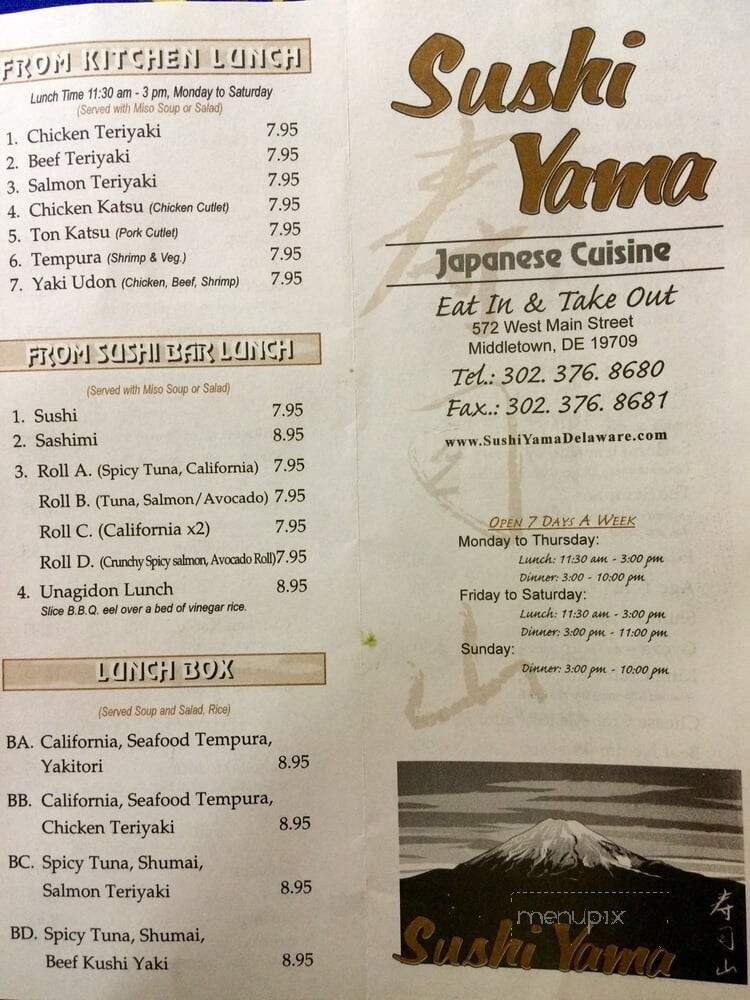 FROM KITCHEN LUNCH
Lunch Time 11:30 am - 3 pm, Monday to Saturday
(Served with Miso Soup or Salad)
1. Chicken Teriyaki 7.95
2. Beef Teriyaki 7.95
3. Salmon Teriyaki 7.95
4. Chicken Katsu (Chicken Cutlet) 7.95
5. Ton Katsu (Pork Cutlet) 7.95
6. Tempura (Shrimp & Veg.) 7.95
7. Yaki Udon (Chicken, Beef, Shrimp) 7.95
FROM SUSHI BAR LUNCH
(Served with Miso Soup or Salad)
1. Sushi 7.95
2. Sashimi 8.95
3. Roll A. (Spicy Tuna, California) 7.95
Roll B. (Tuna, Salmon/Avocado) 7.95
Roll C. (California x2) 7.95
Roll D. (Crunchy Spicy salmon, Avocado Roll) 7.95
4. Unagidon Lunch 8.95
Slice B.B.Q. eel over a bed of vinegar rice.
LUNCH BOX
(Served Soup and Salad. Rice)
BA. California, Seafood Tempura,
Yakitori 8.95
BB. California, Seafood Tempura,
Chicken Teriyaki 8.95
BC. Spicy Tuna, Shumai,
Salmon Teriyaki 8.95
BD. Spicy Tuna, Shumai,
Beef Kushi Yaki 8.95
Sushi
Yama
寿
司
山
Japanese Cuisine
Eat In & Take Out
572 West Main Street
Middletown, DE 19709
Tel.: 302. 376. 8680
Fax.: 302. 376. 8681
www.SushiYamaDelaware.com
OPEN 7 DAYS A WEEK
Monday to Thursday:
Lunch: 11:30 am - 3:00 pm
Dinner: 3:00 - 10:00 pm
Friday to Saturday:
Lunch: 11:30 am - 3:00 pm
Dinner: 3:00 pm - 11:00 pm
Sunday:
Dinner: 3:00 pm - 10:00 pm
menupix
寿
司
山
Sushi Yama